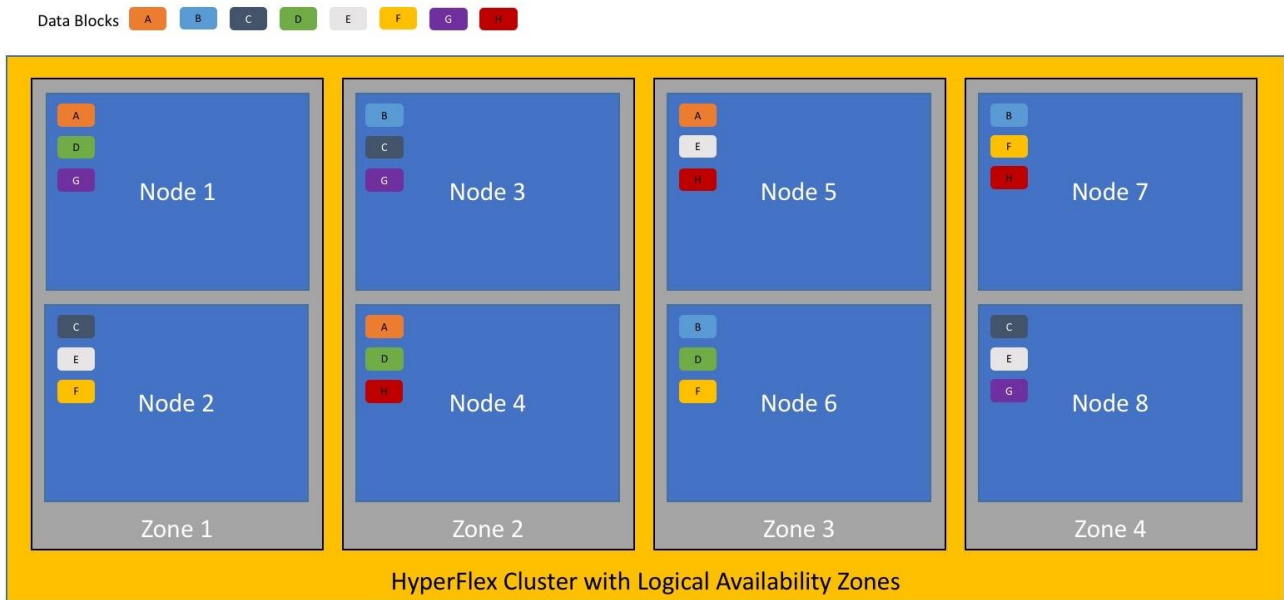 Data Blocks A B C D E F G H
A
D
G
Node 1
C
E
F
Node 2
Zone 1
B
C
G
Node 3
A
D
H
Node 4
Zone 2
A
E
H
Node 5
B
D
F
Node 6
Zone 3
B
F
H
Node 7
C
E
G
Node 8
Zone 4
HyperFlex Cluster with Logical Availability Zones